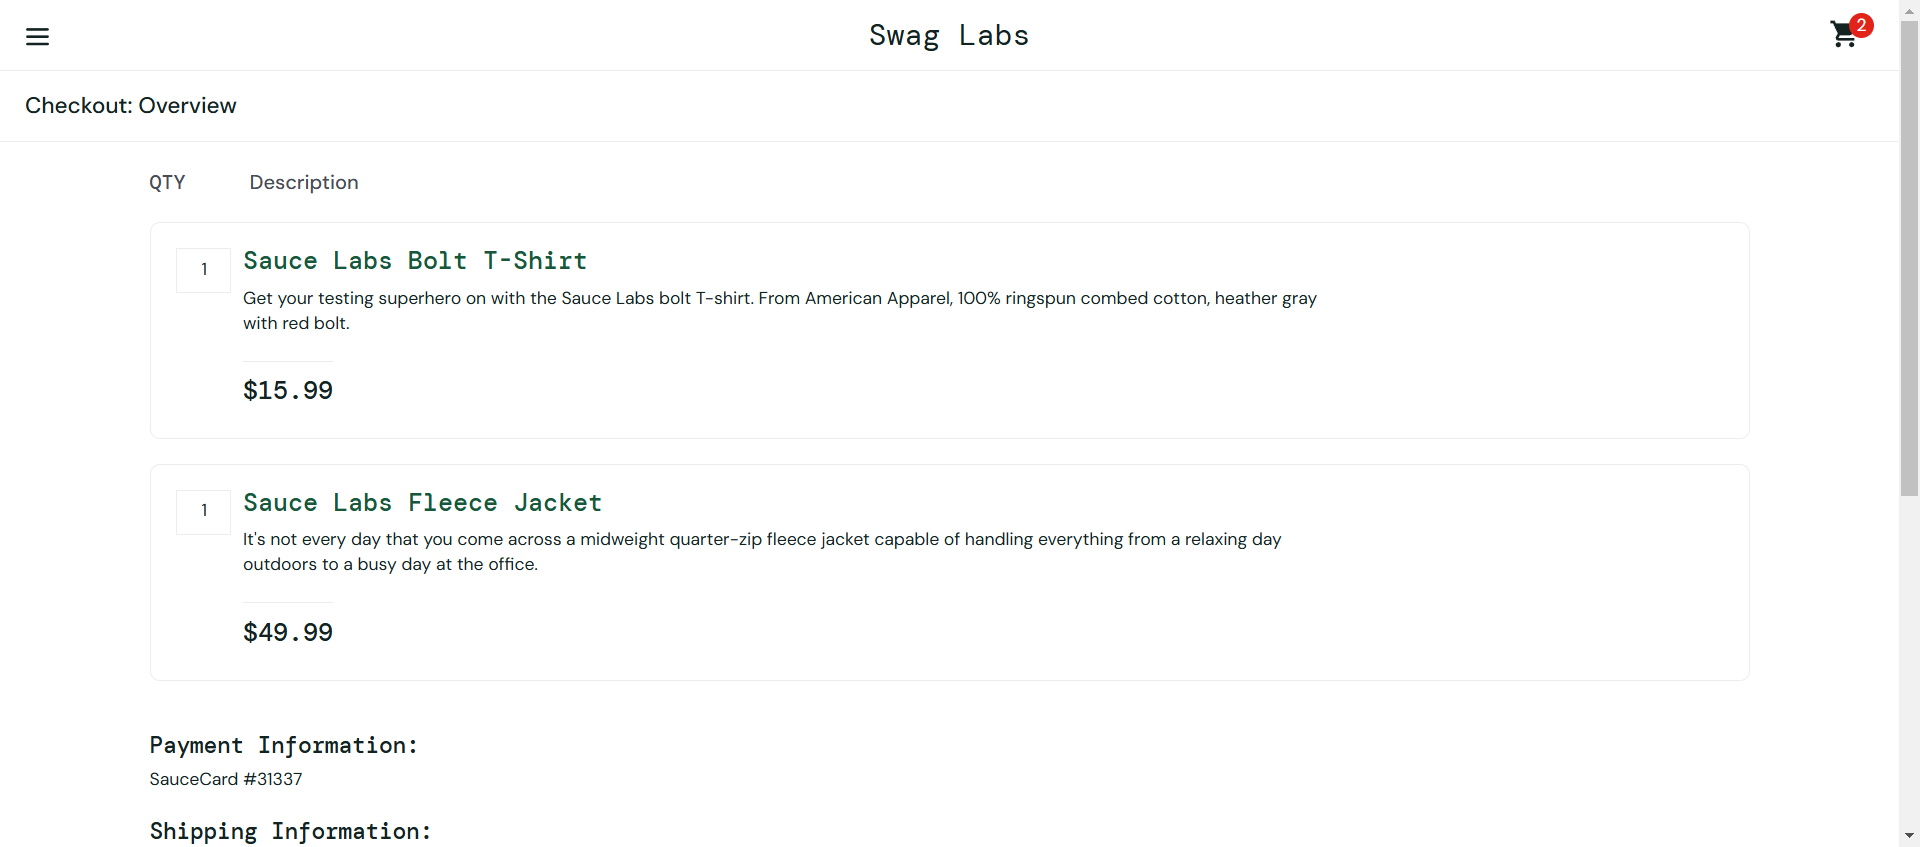 Swag Labs
2
Checkout: Overview
QTY Description
1
Sauce Labs Bolt T-Shirt
Get your testing superhero on with the Sauce Labs bolt T-shirt. From American Apparel, 100% ringspun combed cotton, heather gray
with red bolt.
$15.99
1
Sauce Labs Fleece Jacket
It's not every day that you come across a midweight quarter-zip fleece jacket capable of handling everything from a relaxing day
outdoors to a busy day at the office.
$49.99
Payment Information:
SauceCard #31337
Shipping Information: